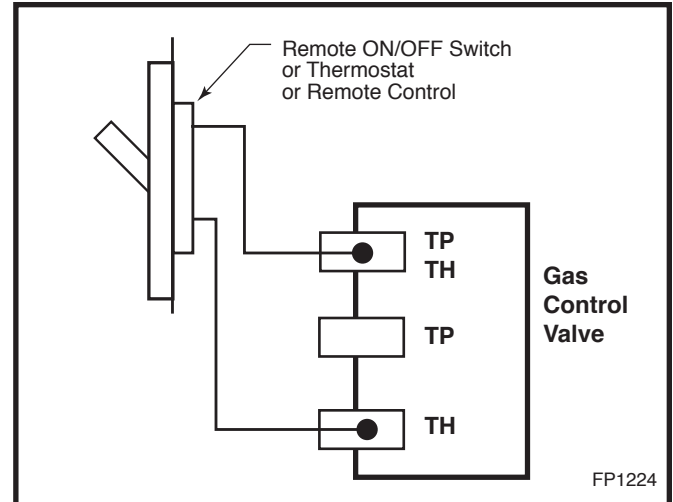 Remote ON/OFF Switch
or Thermostat
or Remote Control
TP
TH
Gas
Control
Valve
TP
TH
FP1224